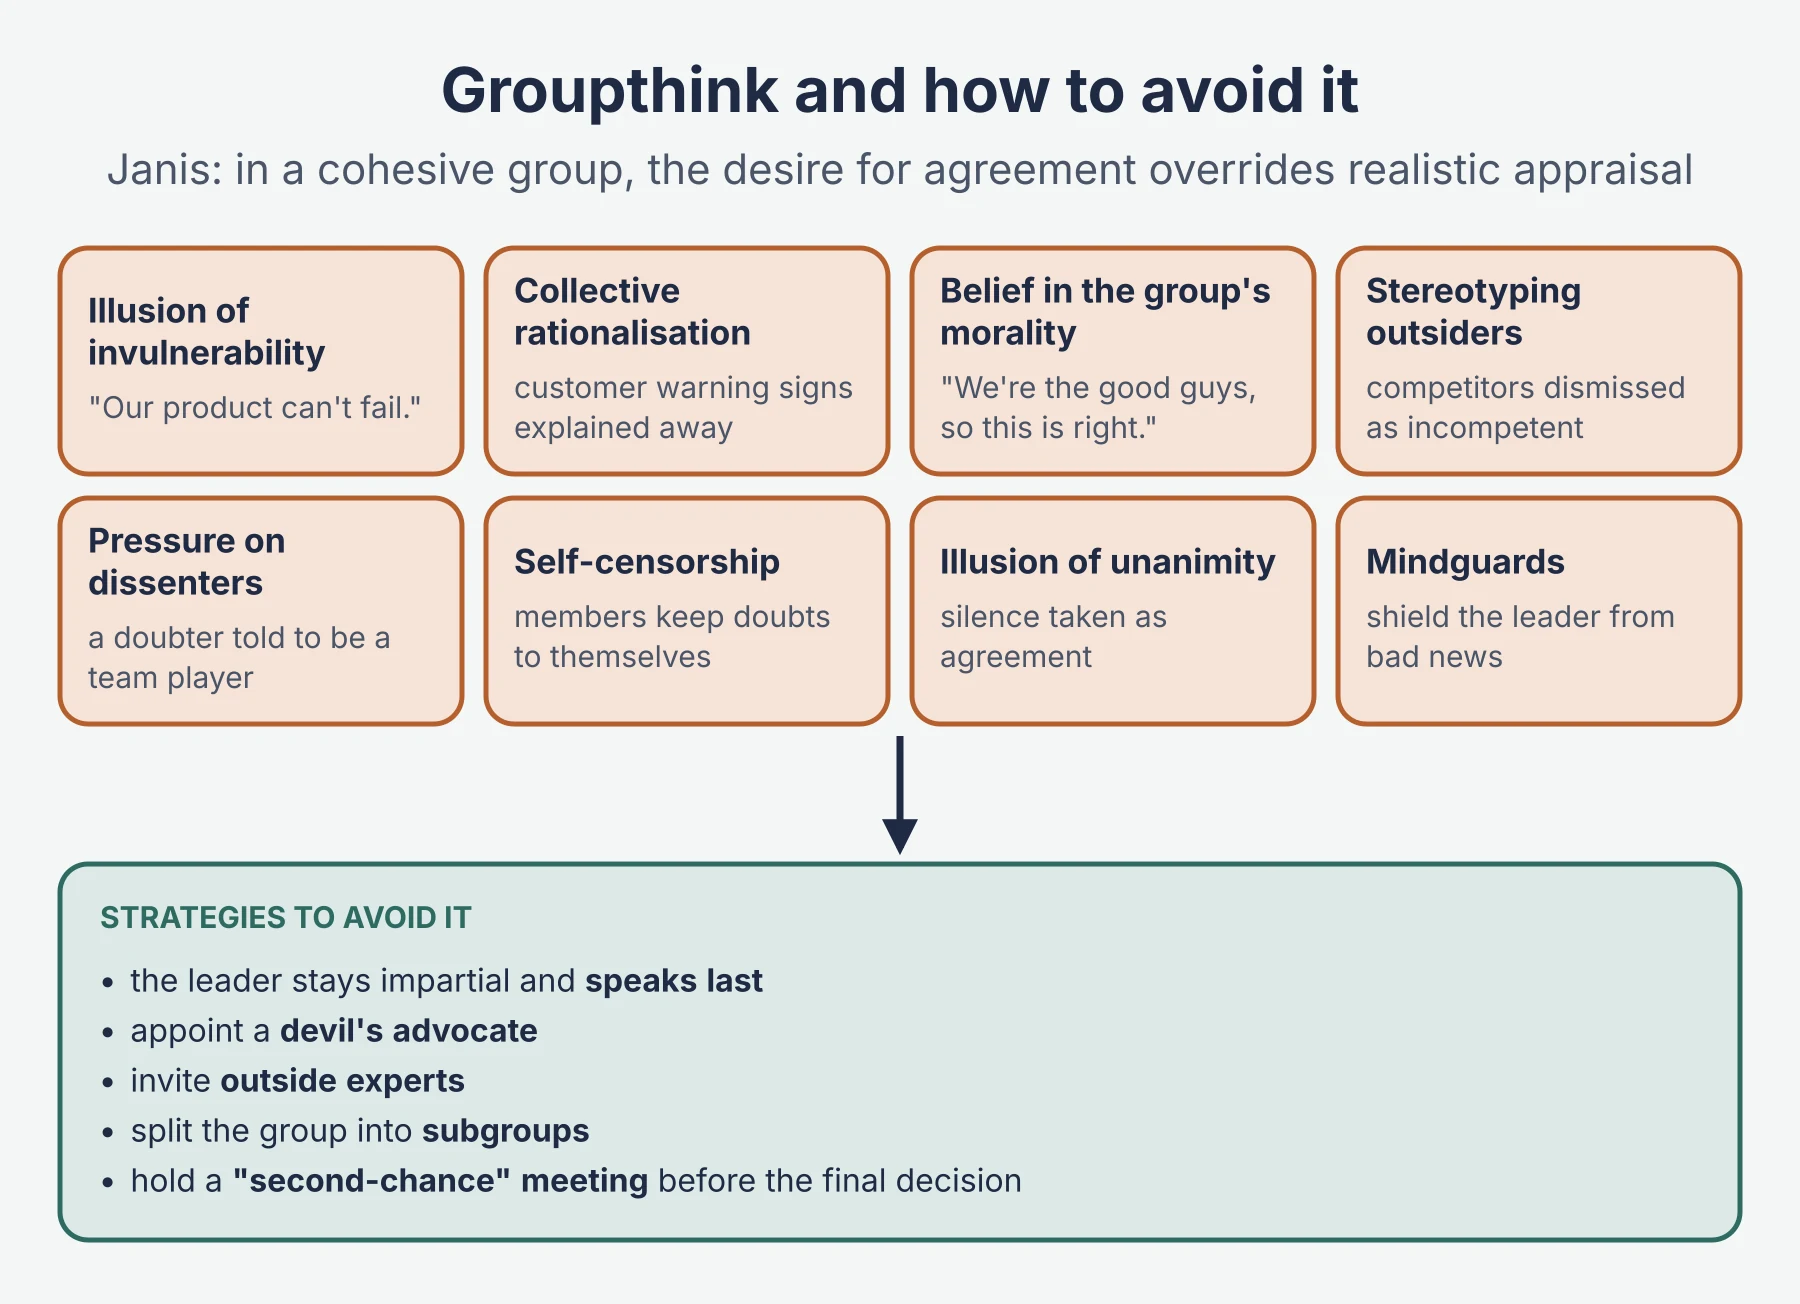 Groupthink and how to avoid it
Janis: in a cohesive group, the desire for agreement overrides realistic appraisal
Illusion of
invulnerability
"Our product can't fail."
Collective
rationalisation
customer warning signs
explained away
Belief in the group's
morality
"We're the good guys,
so this is right."
Stereotyping
outsiders
competitors dismissed
as incompetent
Pressure on
dissenters
a doubter told to be a
team player
Self-censorship
members keep doubts
to themselves
Illusion of unanimity
silence taken as
agreement
Mindguards
shield the leader from
bad news
STRATEGIES TO AVOID IT
• the leader stays impartial and speaks last
• appoint a devil's advocate
• invite outside experts
• split the group into subgroups
• hold a "second-chance" meeting before the final decision